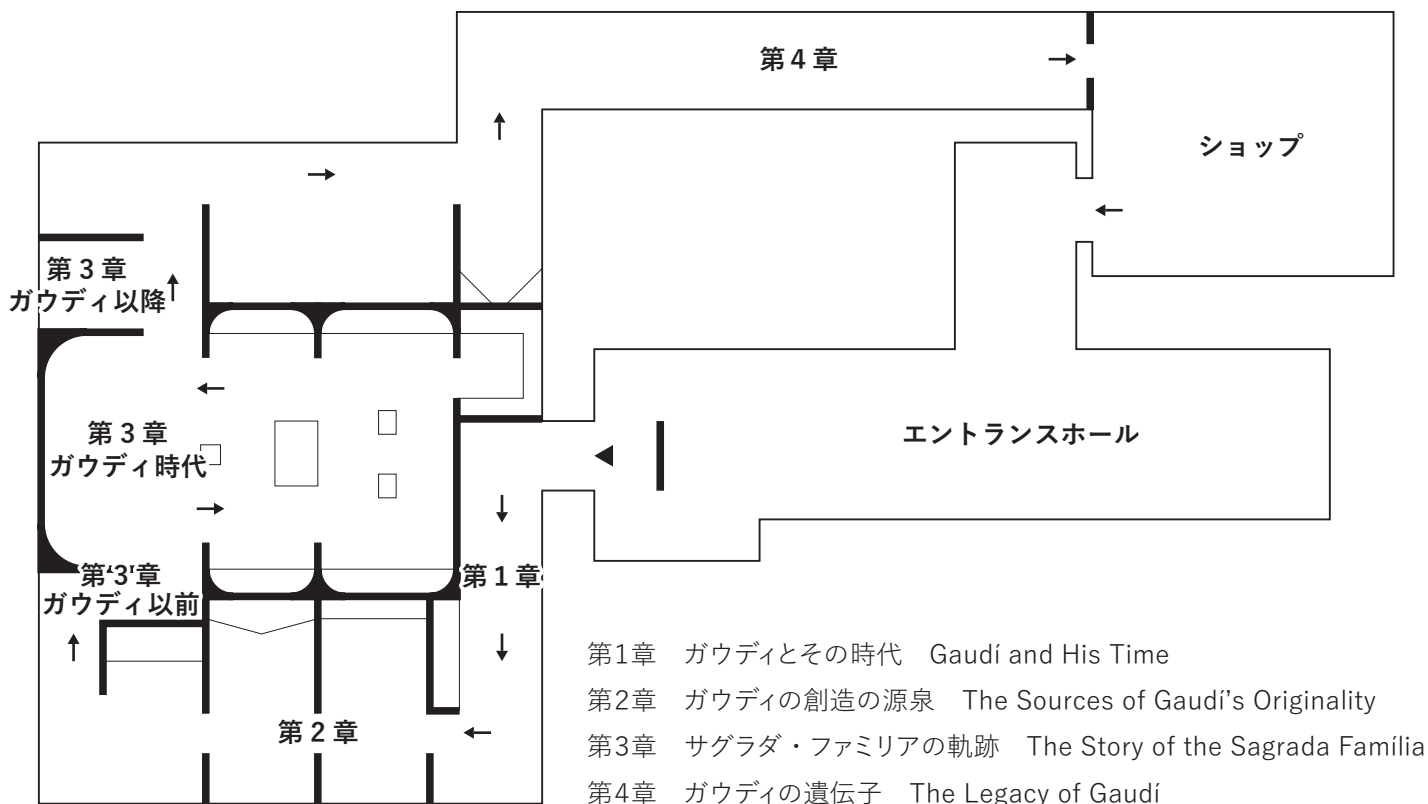 第4章
ショップ
第3章
ガウディ以降
第3章
ガウディ時代
エントランスホール
第3章
ガウディ以前
第1章
第2章
第1章　ガウディとその時代　Gaudí and His Time
第2章　ガウディの創造の源泉　The Sources of Gaudí's Originality
第3章　サグラダ・ファミリアの軌跡　The Story of the Sagrada Família
第4章　ガウディの遺伝子　The Legacy of Gaudí